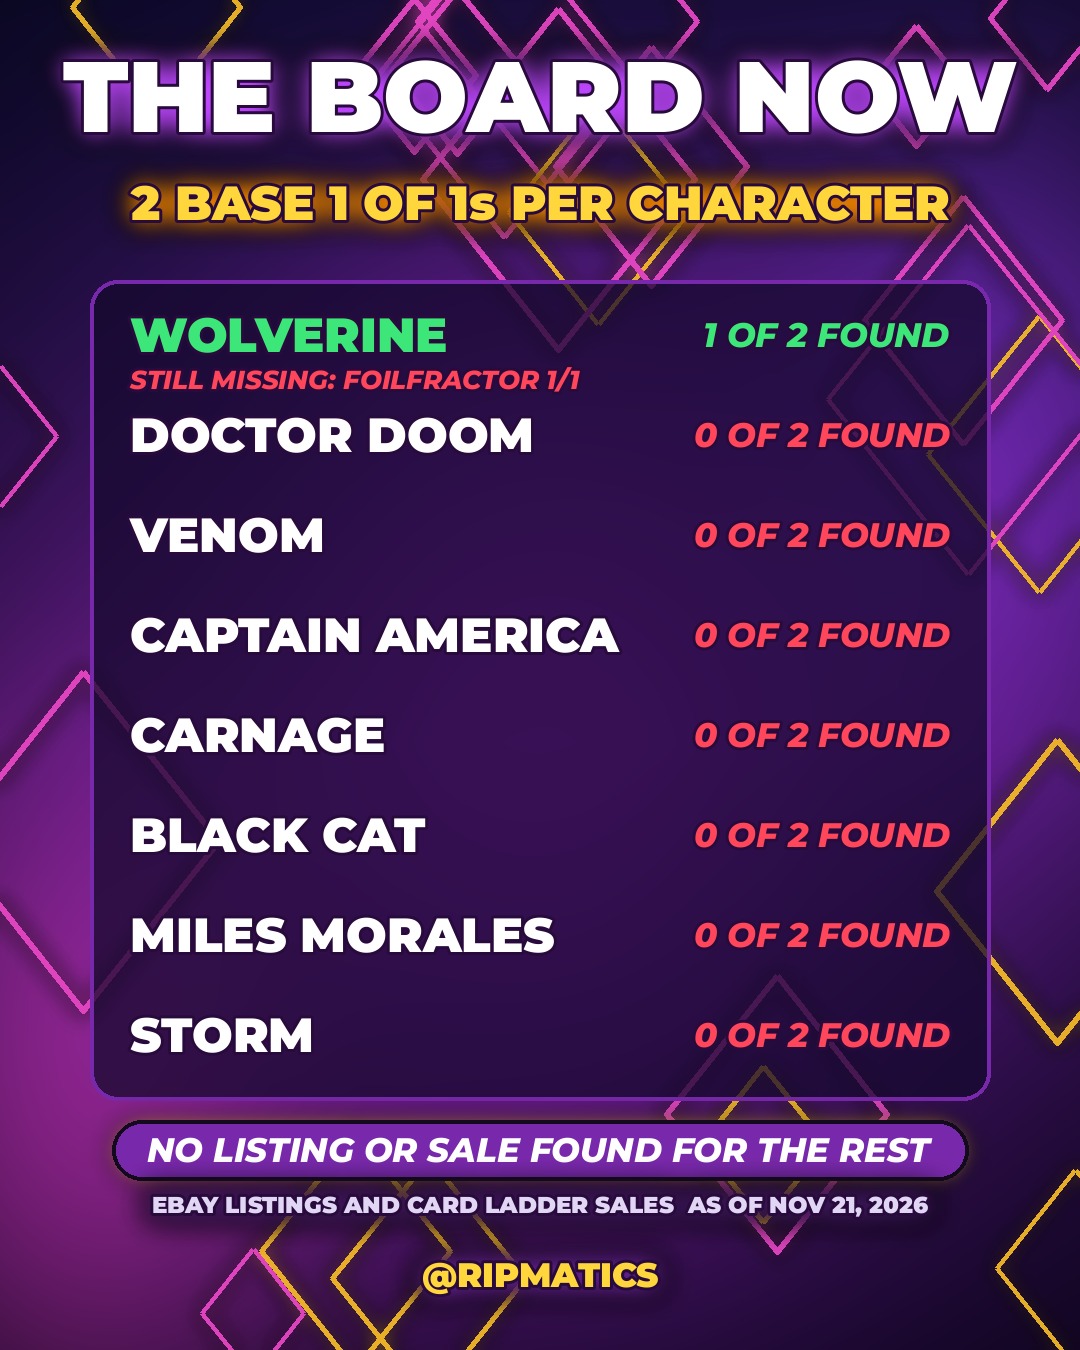 THE BOARD NOW
2 BASE 1 OF 1s PER CHARACTER
WOLVERINE 1 OF 2 FOUND
STILL MISSING: FOILFRACTOR 1/1
DOCTOR DOOM 0 OF 2 FOUND
VENOM 0 OF 2 FOUND
CAPTAIN AMERICA 0 OF 2 FOUND
CARNAGE 0 OF 2 FOUND
BLACK CAT 0 OF 2 FOUND
MILES MORALES 0 OF 2 FOUND
STORM 0 OF 2 FOUND
NO LISTING OR SALE FOUND FOR THE REST
EBAY LISTINGS AND CARD LADDER SALES AS OF NOV 21, 2026
@RIPMATICS